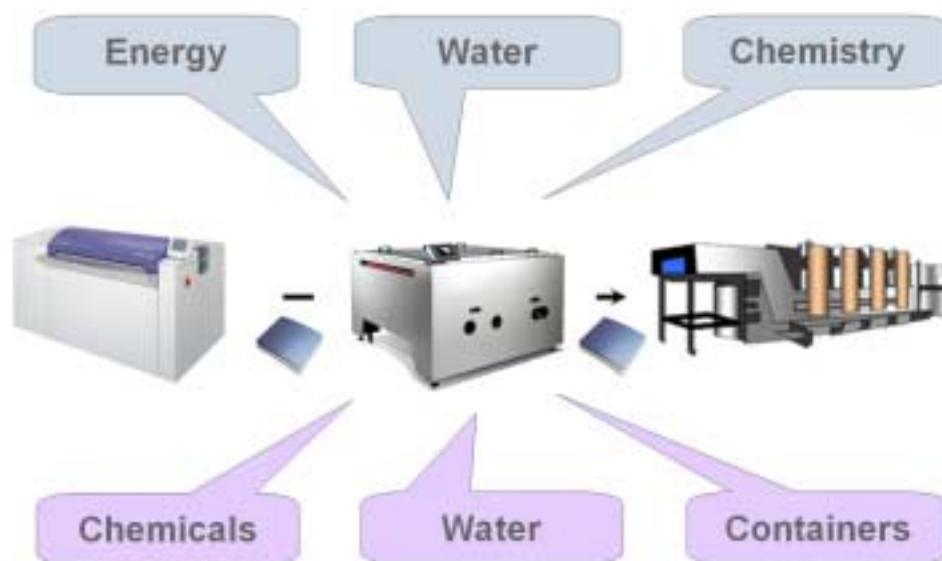 Energy
Water
Chemistry
Chemicals
Water
Containers